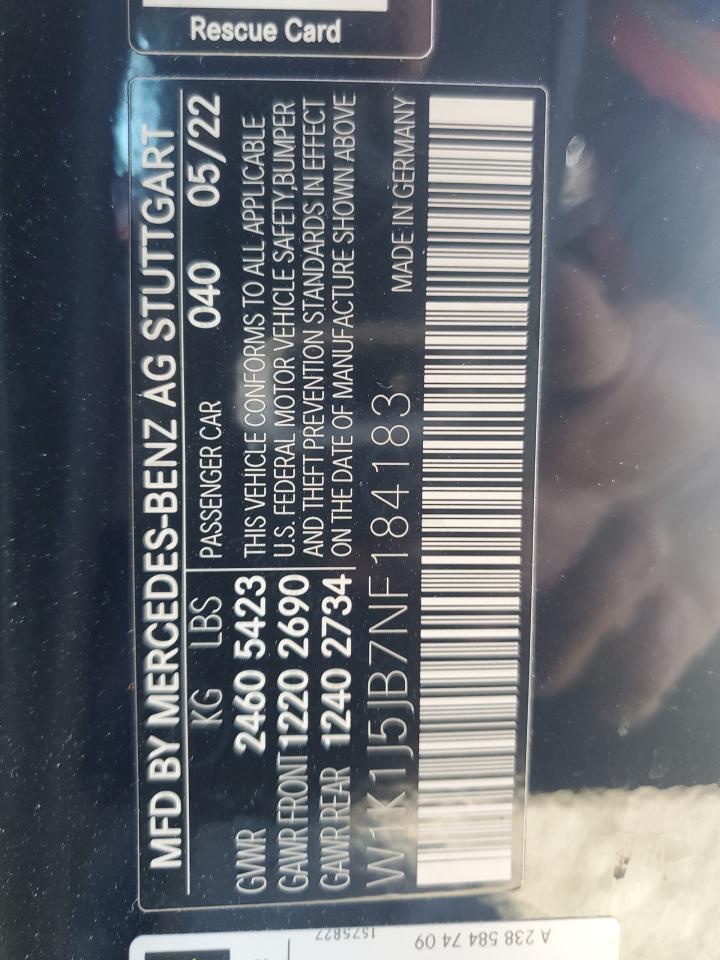 Rescue Card
MFD BY MERCEDES-BENZ AG STUTTGART
KG LBS
GVWR 2460 5423
GAWR FRONT 1220 2690
GAWR REAR 1240 2734
PASSENGER CAR 040 05/22
THIS VEHICLE CONFORMS TO ALL APPLICABLE
U.S. FEDERAL MOTOR VEHICLE SAFETY,BUMPER
AND THEFT PREVENTION STANDARDS IN EFFECT
ON THE DATE OF MANUFACTURE SHOWN ABOVE
W1K1J5JB7NF184183
MADE IN GERMANY
A 238 584 74 09
1575827